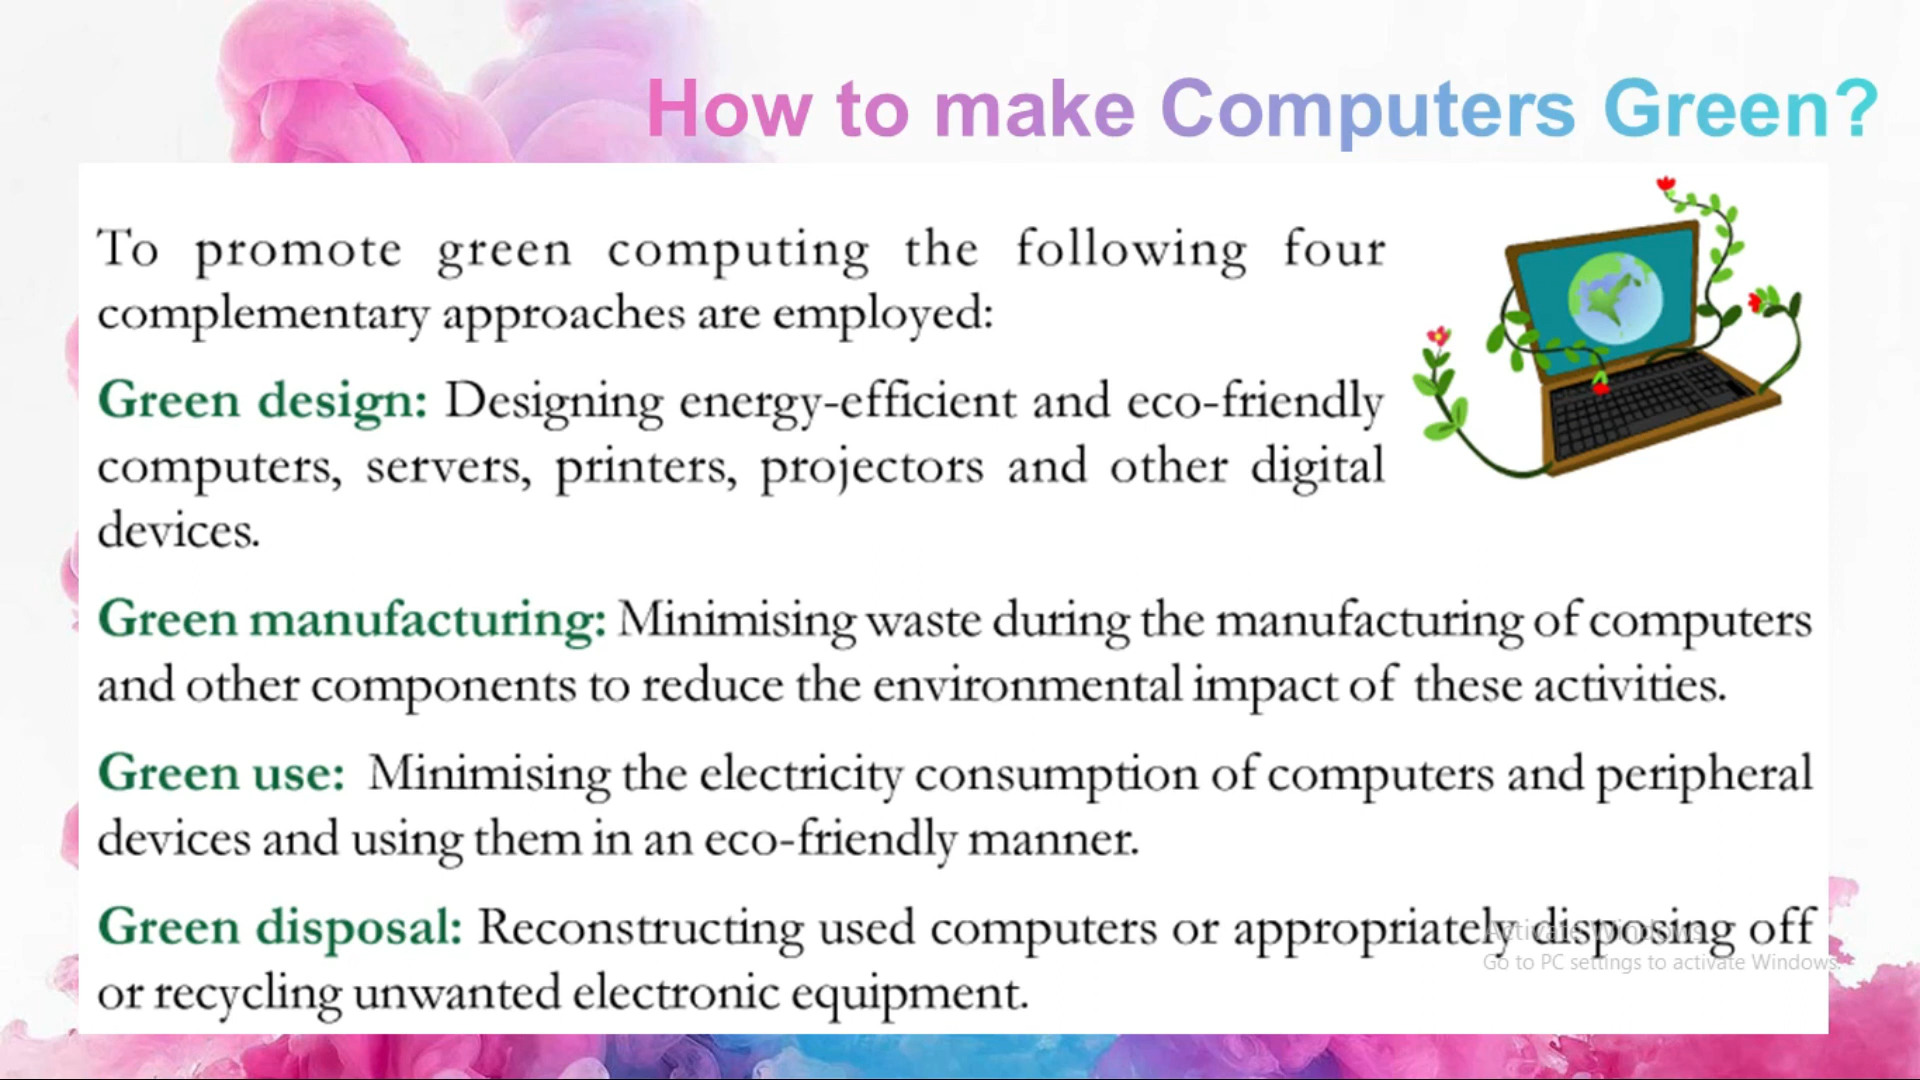 How to make Computers Green?
To promote green computing the following four
complementary approaches are employed:
Green design: Designing energy-efficient and eco-friendly
computers, servers, printers, projectors and other digital
devices.
Green manufacturing: Minimising waste during the manufacturing of computers
and other components to reduce the environmental impact of these activities.
Green use: Minimising the electricity consumption of computers and peripheral
devices and using them in an eco-friendly manner.
Green disposal: Reconstructing used computers or appropriately disposing off
or recycling unwanted electronic equipment.
Activate Windows
Go to PC settings to activate Windows.